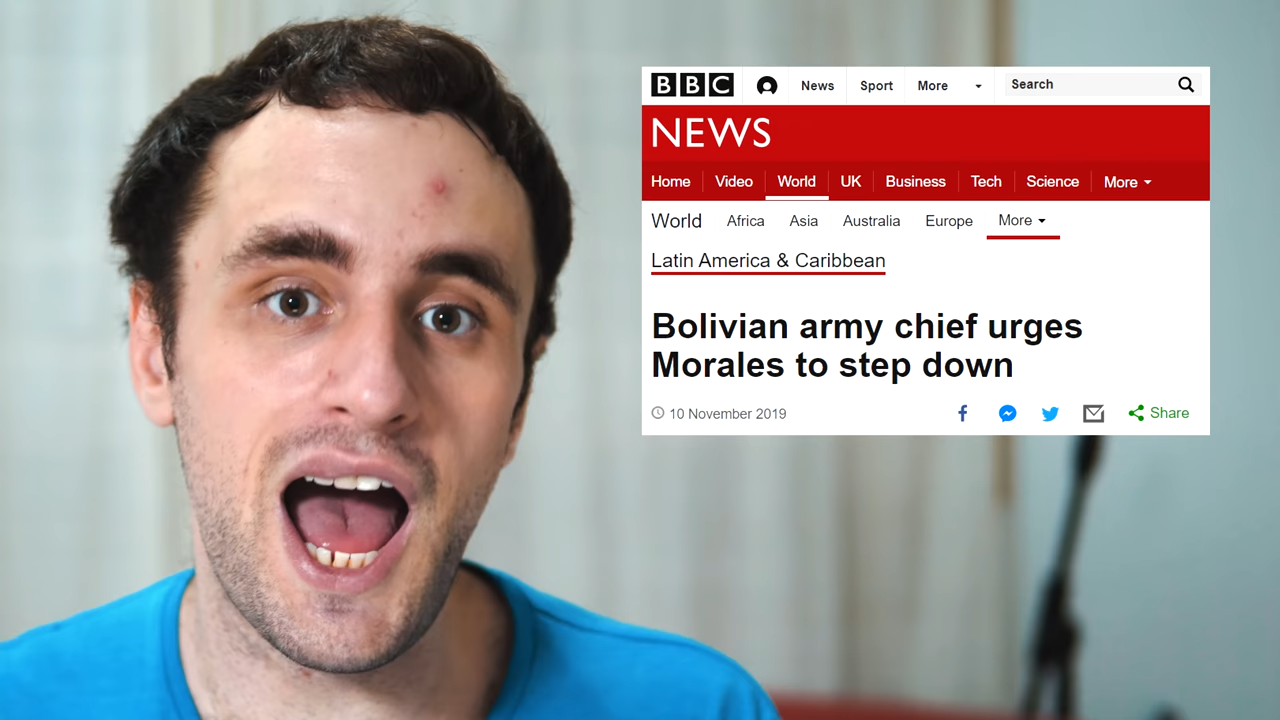 BBC News Sport More Search
NEWS
Home Video World UK Business Tech Science More
World Africa Asia Australia Europe More
Latin America & Caribbean
Bolivian army chief urges
Morales to step down
10 November 2019 Share